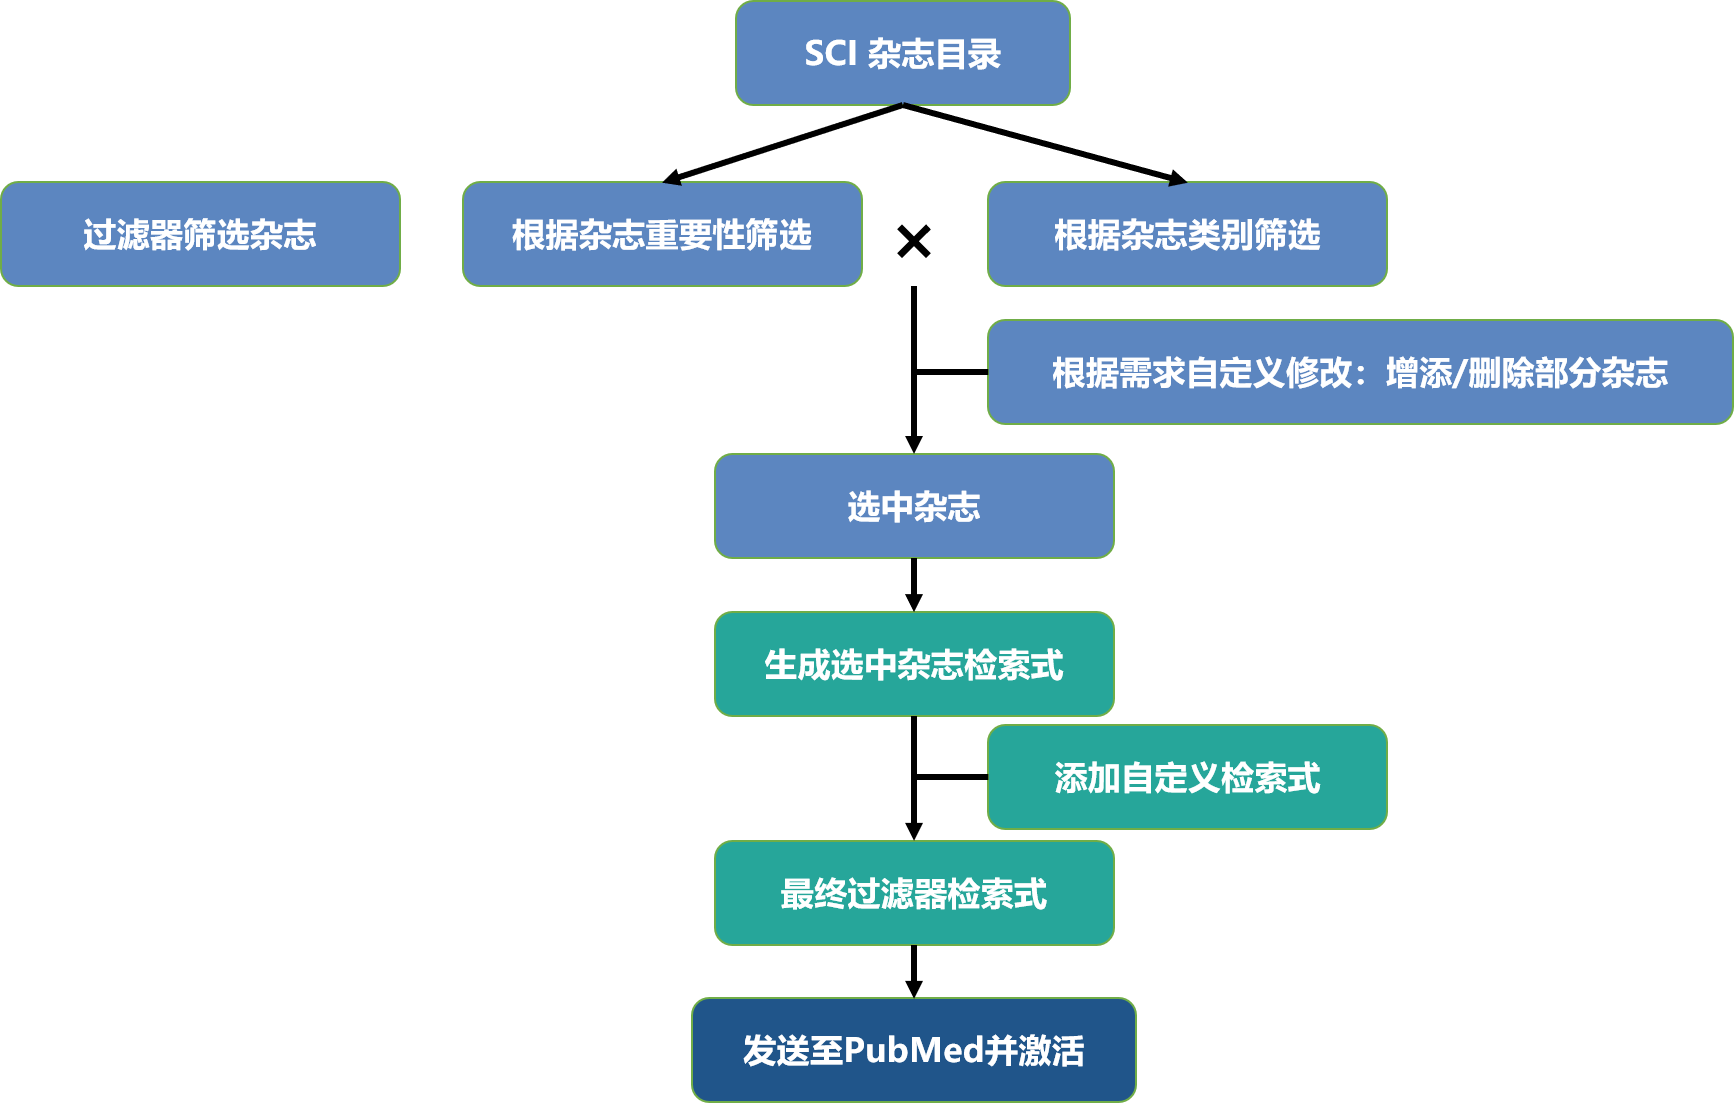 SCI 杂志目录
过滤器筛选杂志
根据杂志重要性筛选
×
根据杂志类别筛选
根据需求自定义修改：增添/删除部分杂志
选中杂志
生成选中杂志检索式
添加自定义检索式
最终过滤器检索式
发送至PubMed并激活